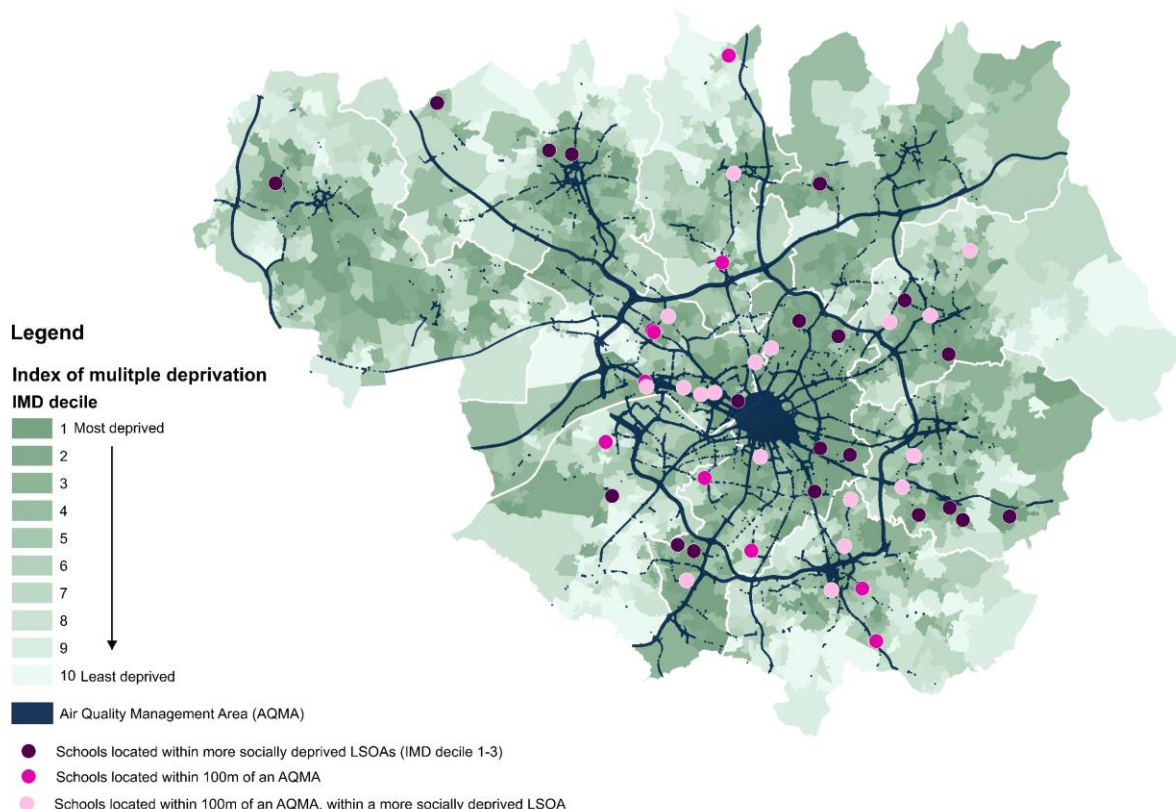 Legend
Index of mulitple deprivation
IMD decile
1 Most deprived
2
3
4
5
6
7
8
9
10 Least deprived
Air Quality Management Area (AQMA)
Schools located within more socially deprived LSOAs (IMD decile 1-3)
Schools located within 100m of an AQMA
Schools located within 100m of an AQMA, within a more socially deprived LSOA